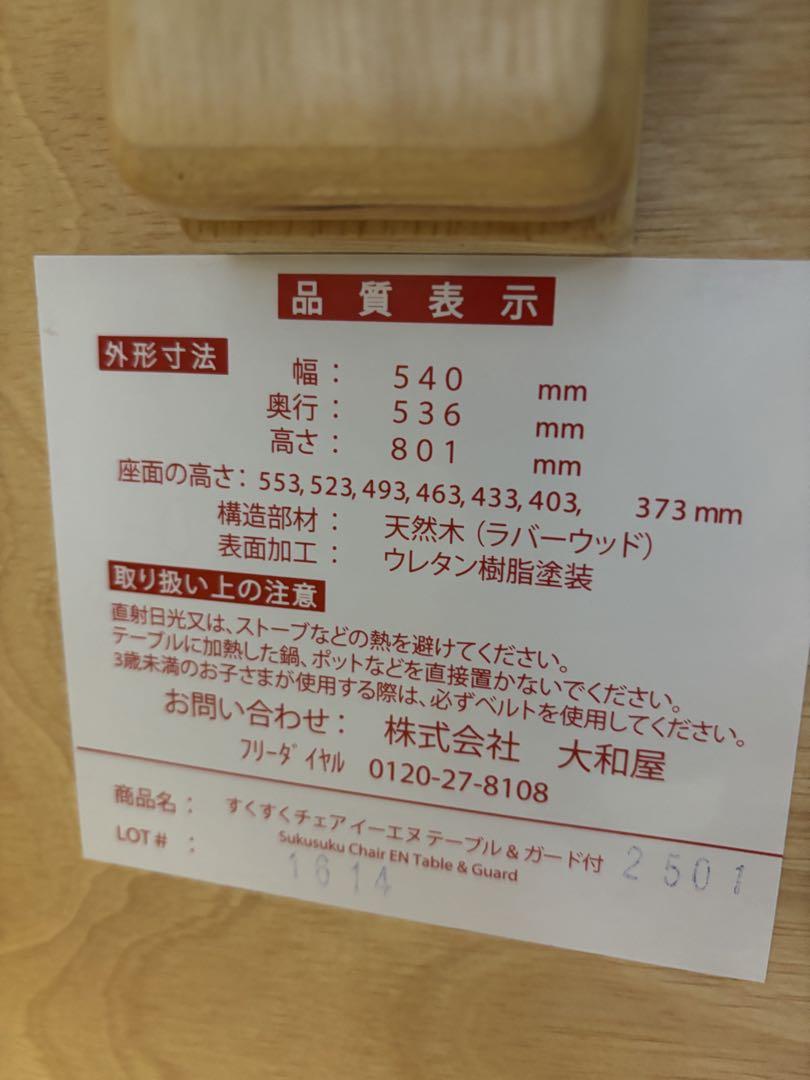 品質表示
外形寸法
幅： 540 mm
奥行： 536 mm
高さ： 801 mm
座面の高さ：553, 523, 493, 463, 433, 403, 373 mm
構造部材： 天然木（ラバーウッド）
表面加工： ウレタン樹脂塗装
取り扱い上の注意
直射日光又は、ストーブなどの熱を避けてください。
テーブルに加熱した鍋、ポットなどを直接置かないでください。
3歳未満のお子さまが使用する際は、必ずベルトを使用してください。
お問い合わせ： 株式会社 大和屋
ﾌﾘｰﾀﾞｲﾔﾙ 0120-27-8108
商品名： すくすくチェア イーエヌ テーブル & ガード付
Sukusuku Chair EN Table & Guard
2501
LOT # : 1614